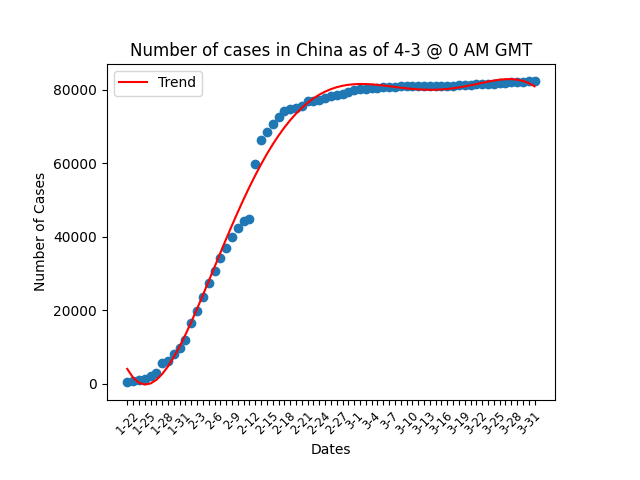 Number of cases in China as of 4-3 @ 0 AM GMT
Trend
80000
60000
40000
20000
0
Number of Cases
1-22 1-25 1-28 1-31 2-3 2-6 2-9 2-12 2-15 2-18 2-21 2-24 2-27 3-1 3-4 3-7 3-10 3-13 3-16 3-19 3-22 3-25 3-28 3-31
Dates